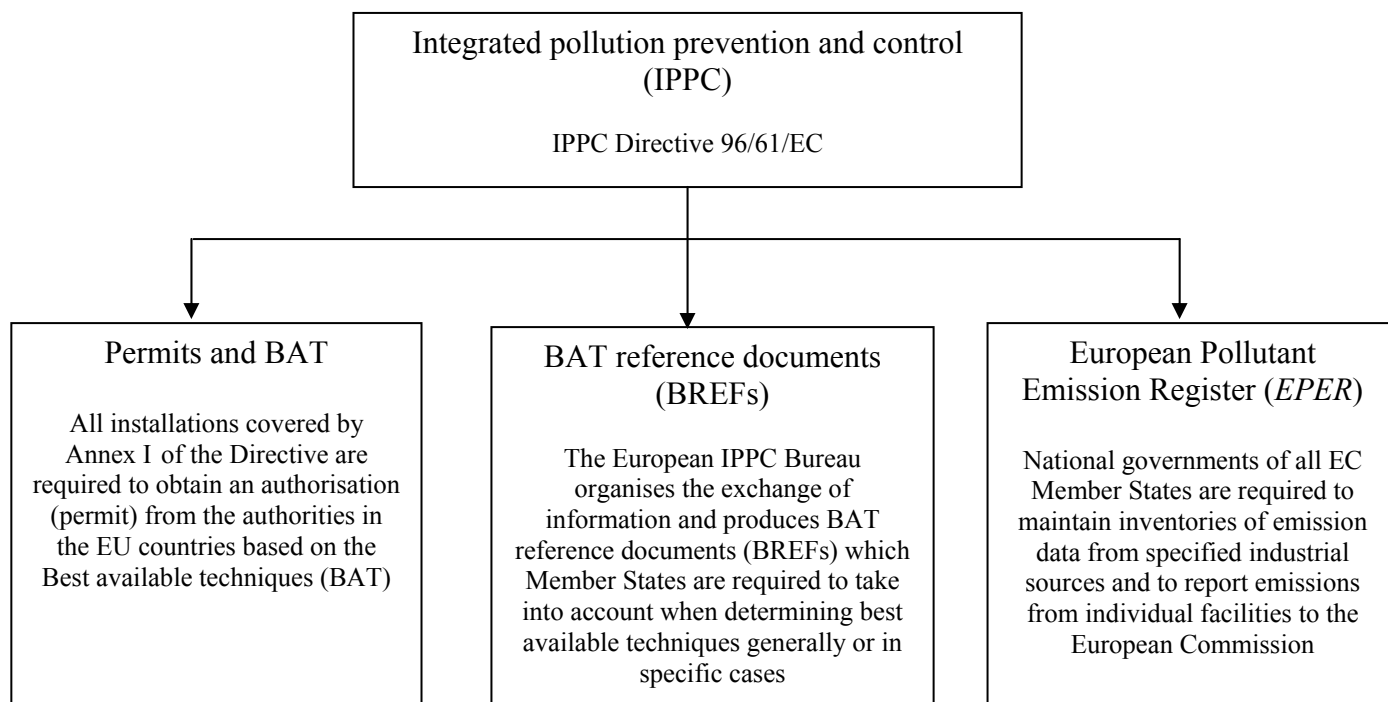 Integrated pollution prevention and control
(IPPC)
IPPC Directive 96/61/EC
Permits and BAT
All installations covered by
Annex I of the Directive are
required to obtain an authorisation
(permit) from the authorities in
the EU countries based on the
Best available techniques (BAT)
BAT reference documents
(BREFs)
The European IPPC Bureau
organises the exchange of
information and produces BAT
reference documents (BREFs) which
Member States are required to take
into account when determining best
available techniques generally or in
specific cases
European Pollutant
Emission Register (EPER)
National governments of all EC
Member States are required to
maintain inventories of emission
data from specified industrial
sources and to report emissions
from individual facilities to the
European Commission